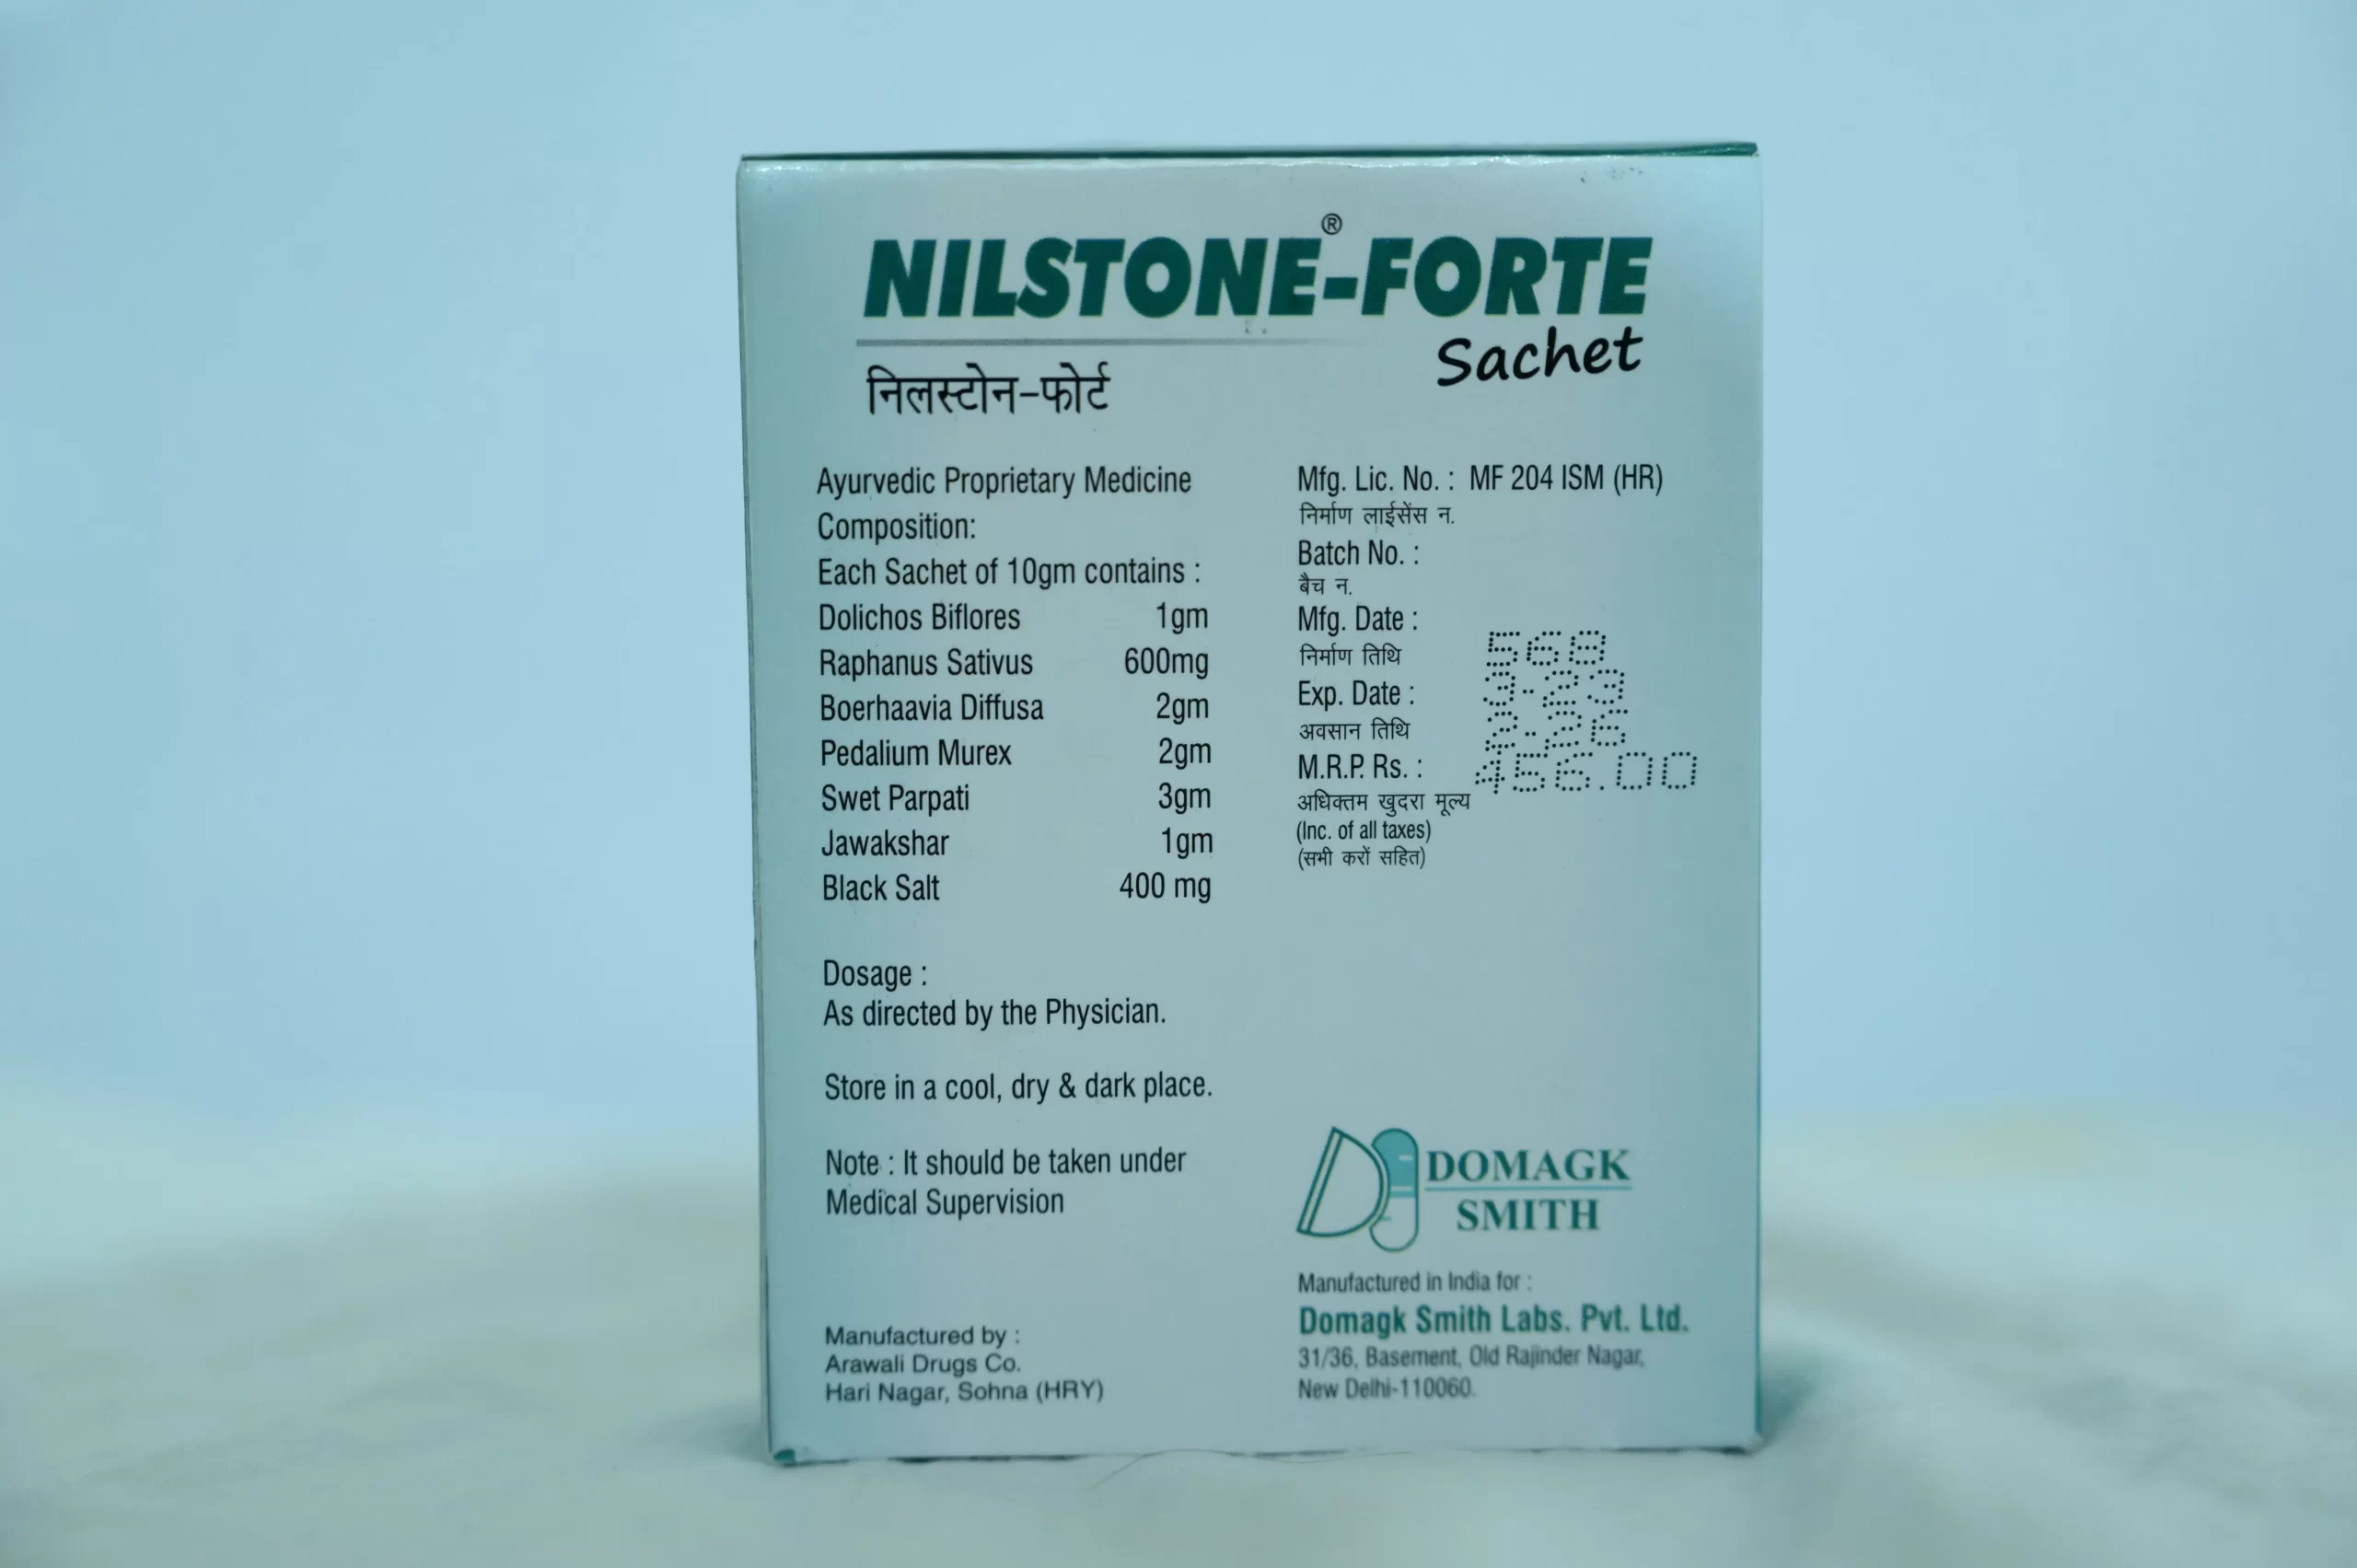 NILSTONE®-FORTE
Sachet
निलस्टोन-फोर्ट
Ayurvedic Proprietary Medicine
Composition:
Each Sachet of 10gm contains :
Dolichos Biflores 1gm
Raphanus Sativus 600mg
Boerhaavia Diffusa 2gm
Pedalium Murex 2gm
Swet Parpati 3gm
Jawakshar 1gm
Black Salt 400 mg
Dosage :
As directed by the Physician.
Store in a cool, dry & dark place.
Note : It should be taken under
Medical Supervision
Manufactured by :
Arawali Drugs Co.
Hari Nagar, Sohna (HRY)
Mfg. Lic. No. : MF 204 ISM (HR)
निर्माण लाईसेंस न.
Batch No. :
बैच न.
Mfg. Date :
निर्माण तिथि
Exp. Date :
अवसान तिथि
M.R.P. Rs. :
अधिक्तम खुदरा मूल्य
(Inc. of all taxes)
(सभी करों सहित)
568
3-23
2-26
456.00
DOMAGK
SMITH
Manufactured in India for :
Domagk Smith Labs. Pvt. Ltd.
31/36, Basement, Old Rajinder Nagar,
New Delhi-110060.